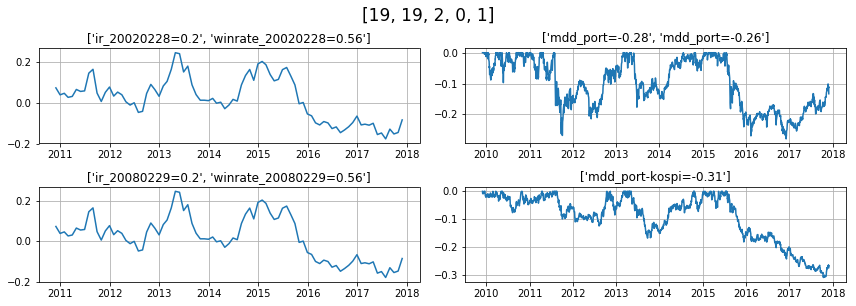 [19, 19, 2, 0, 1]
['ir_20020228=0.2', 'winrate_20020228=0.56']
0.2
0.0
−0.2
2011 2012 2013 2014 2015 2016 2017 2018
['mdd_port=-0.28', 'mdd_port=-0.26']
0.0
−0.1
−0.2
2010 2011 2012 2013 2014 2015 2016 2017 2018
['ir_20080229=0.2', 'winrate_20080229=0.56']
0.2
0.0
−0.2
2011 2012 2013 2014 2015 2016 2017 2018
['mdd_port-kospi=-0.31']
0.0
−0.1
−0.2
−0.3
2010 2011 2012 2013 2014 2015 2016 2017 2018